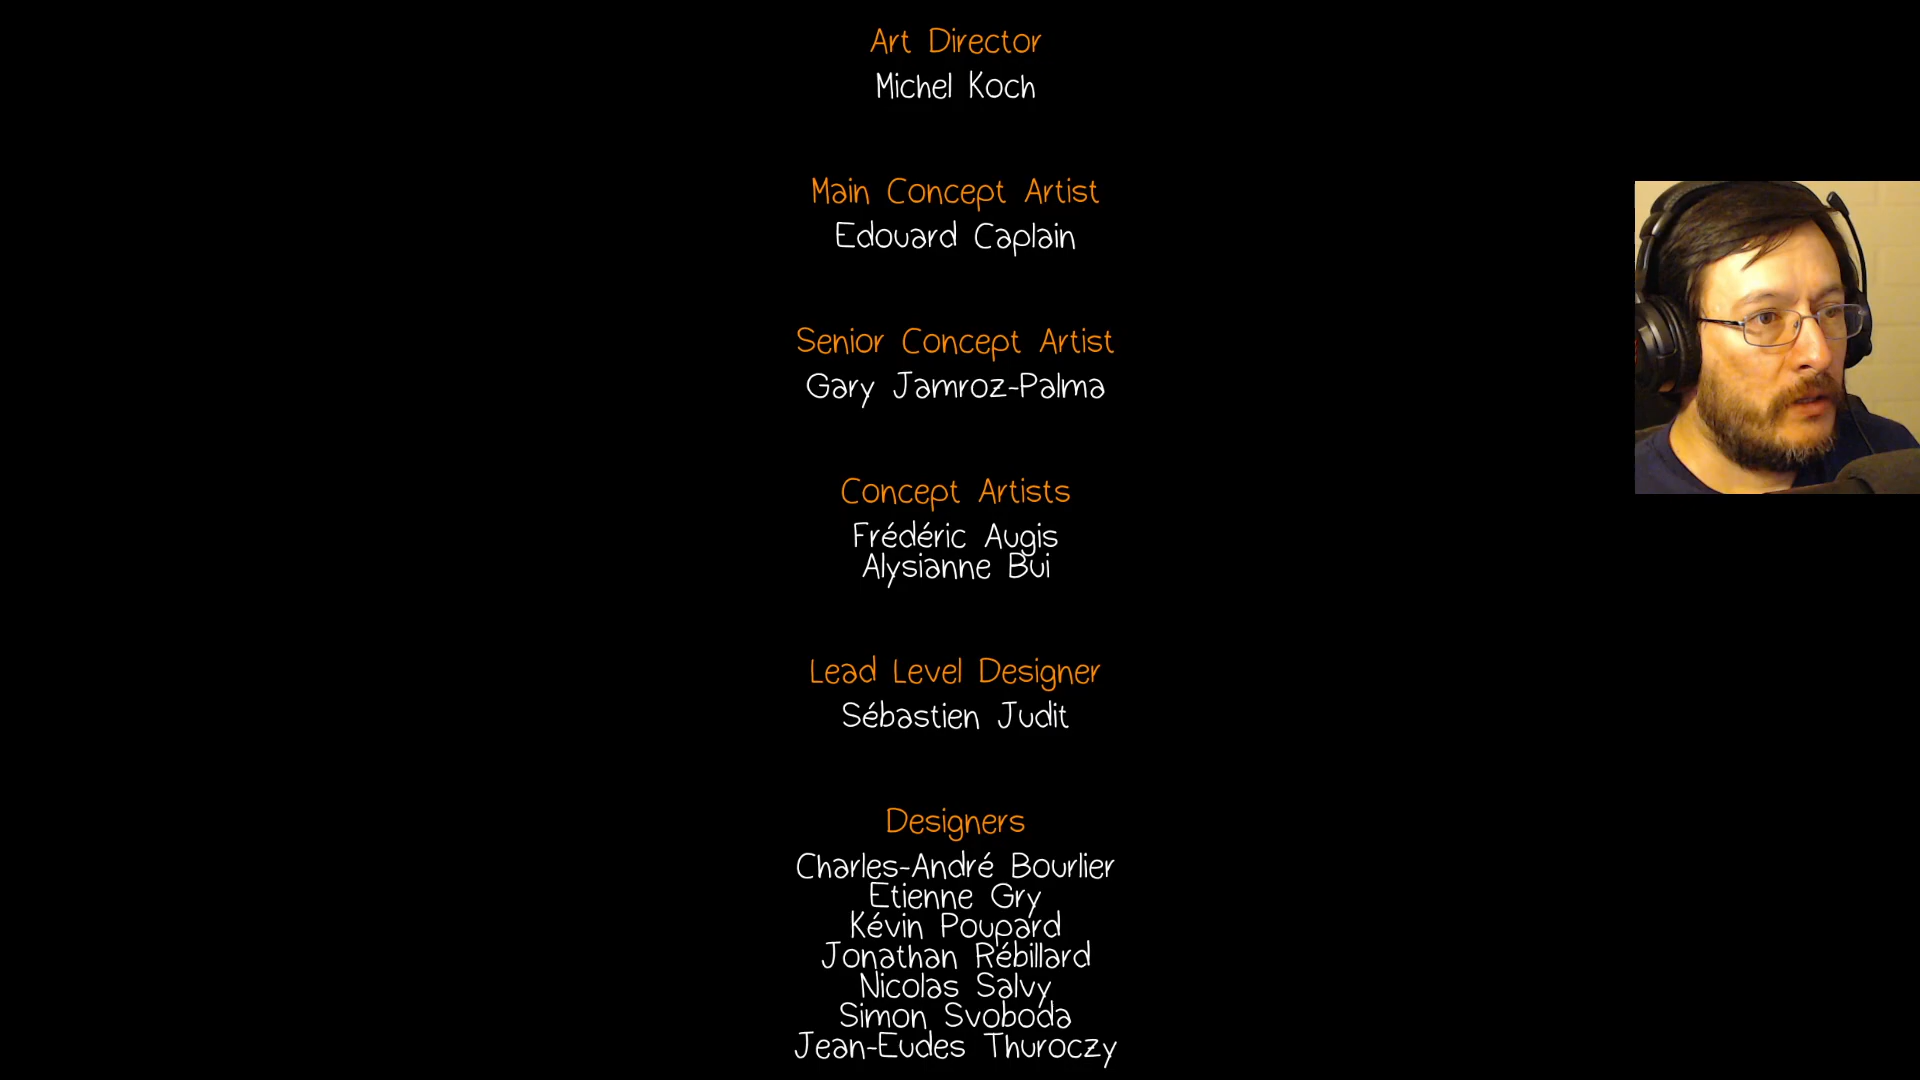 Art Director
Michel Koch
Main Concept Artist
Edouard Caplain
Senior Concept Artist
Gary Jamroz-Palma
Concept Artists
Frédéric Augis
Alysianne Bui
Lead Level Designer
Sébastien Judit
Designers
Charles-André Bourlier
Etienne Gry
Kévin Poupard
Jonathan Rébillard
Nicolas Salvy
Simon Svoboda
Jean-Eudes Thuroczy